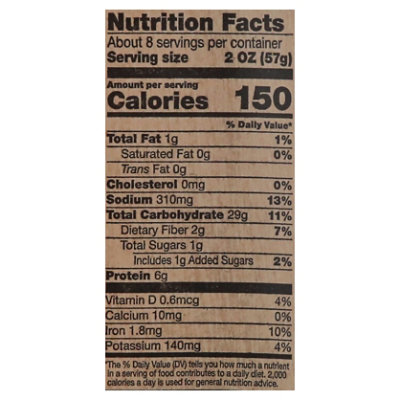 Nutrition Facts
About 8 servings per container
Serving size 2 OZ (57g)
Amount per serving
Calories 150
% Daily Value*
Total Fat 1g 1%
Saturated Fat 0g 0%
Trans Fat 0g
Cholesterol 0mg 0%
Sodium 310mg 13%
Total Carbohydrate 29g 11%
Dietary Fiber 2g 7%
Total Sugars 1g
Includes 1g Added Sugars 2%
Protein 6g
Vitamin D 0.6mcg 4%
Calcium 10mg 0%
Iron 1.8mg 10%
Potassium 140mg 4%
*The % Daily Value (DV) tells you how much a nutrient
in a serving of food contributes to a daily diet. 2,000
calories a day is used for general nutrition advice.